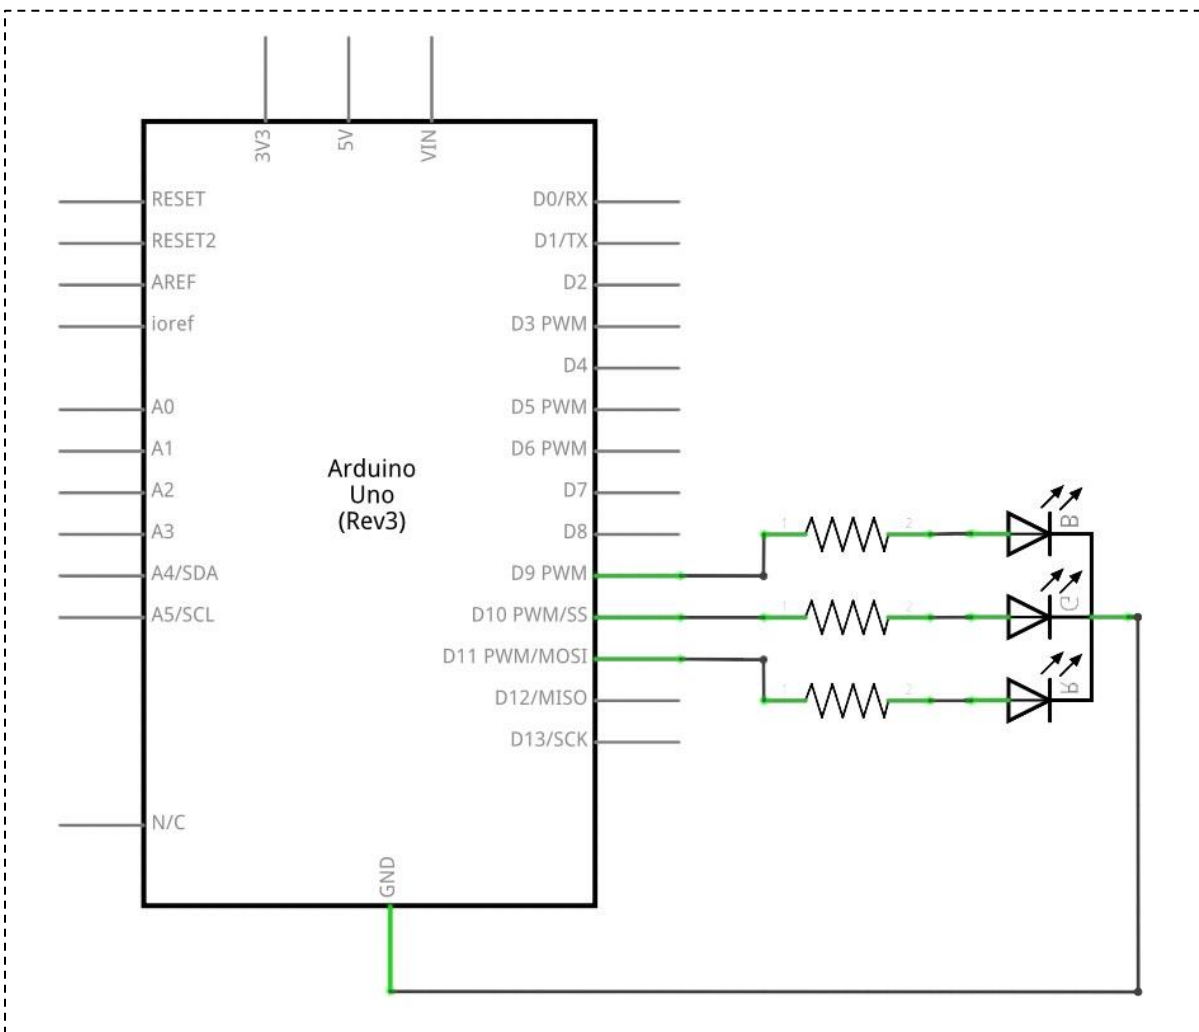 3V3
5V
VIN
RESET
RESET2
AREF
ioref
A0
A1
A2
A3
A4/SDA
A5/SCL
N/C
Arduino
Uno
(Rev3)
D0/RX
D1/TX
D2
D3 PWM
D4
D5 PWM
D6 PWM
D7
D8
D9 PWM
D10 PWM/SS
D11 PWM/MOSI
D12/MISO
D13/SCK
GND
1
2
B
1
2
G
1
2
R